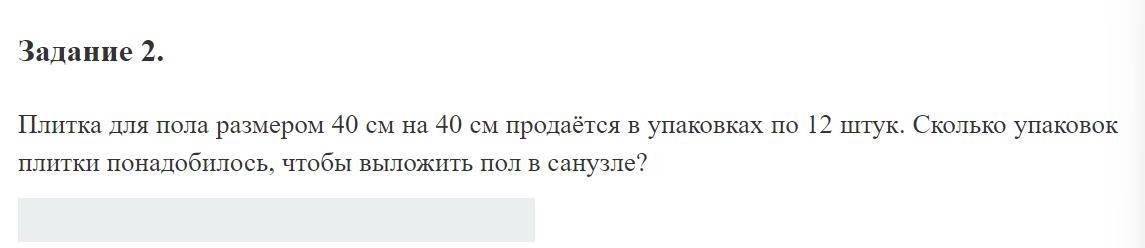 Задание 2.
Плитка для пола размером 40 см на 40 см продаётся в упаковках по 12 штук. Сколько упаковок
плитки понадобилось, чтобы выложить пол в санузле?